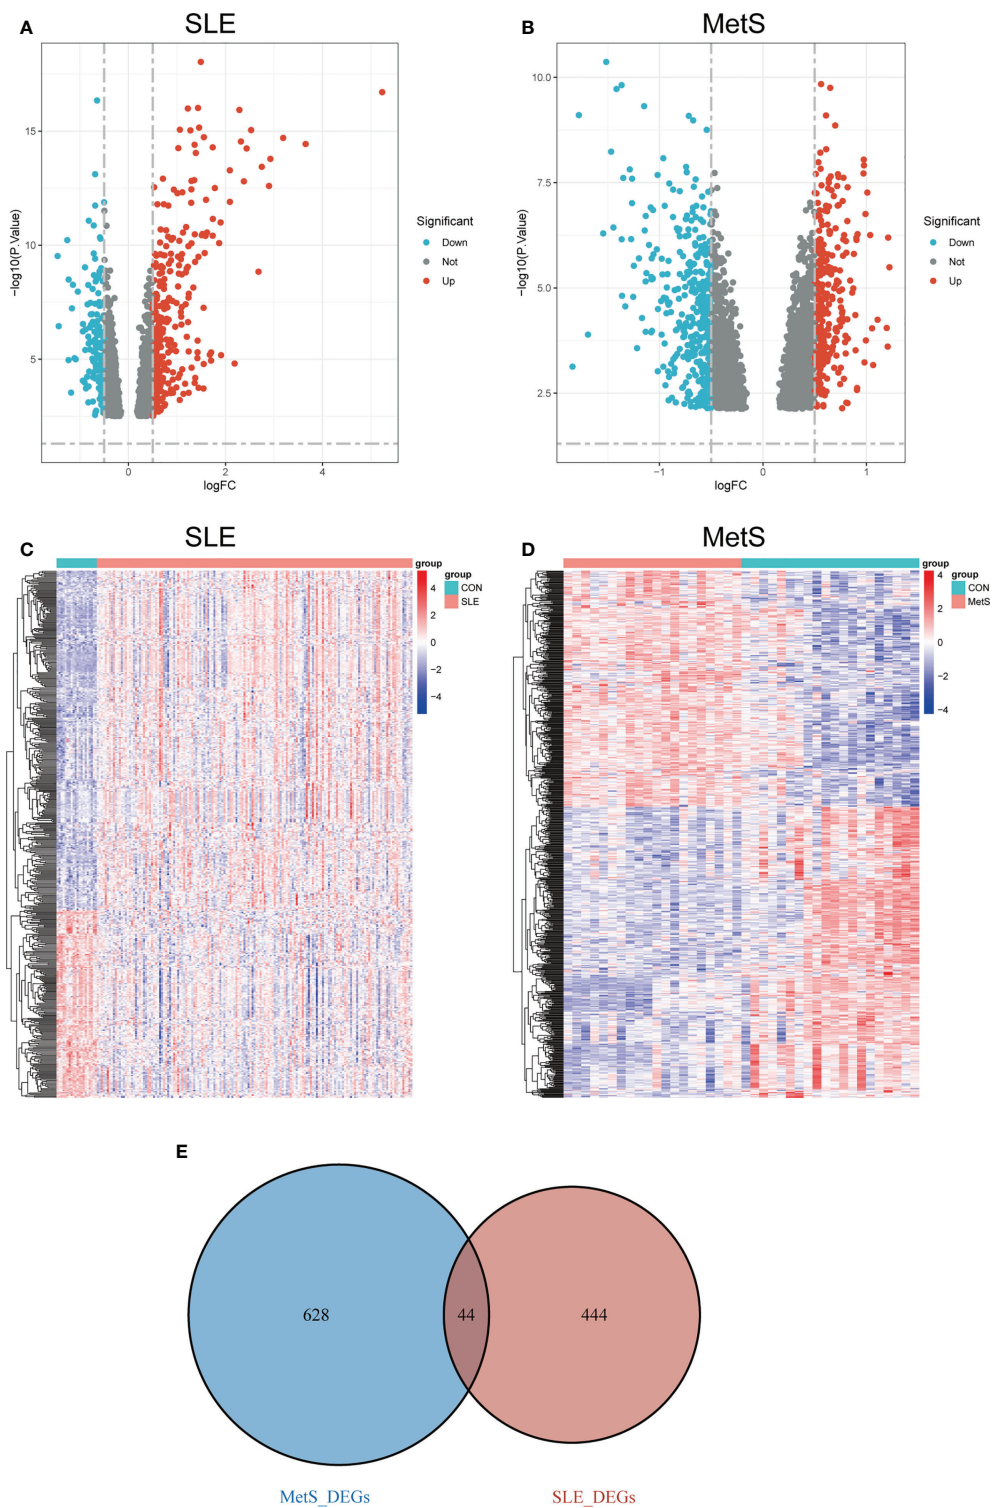 A
SLE
−log10(P.Value)
15
10
5
0
2
4
logFC
Significant
Down
Not
Up
B
MetS
−log10(P.Value)
10.0
7.5
5.0
2.5
−1
0
1
logFC
Significant
Down
Not
Up
C
SLE
group
4
2
0
−2
−4
group
CON
SLE
D
MetS
group
4
2
0
−2
−4
group
CON
MetS
E
628
44
444
MetS_DEGs
SLE_DEGs